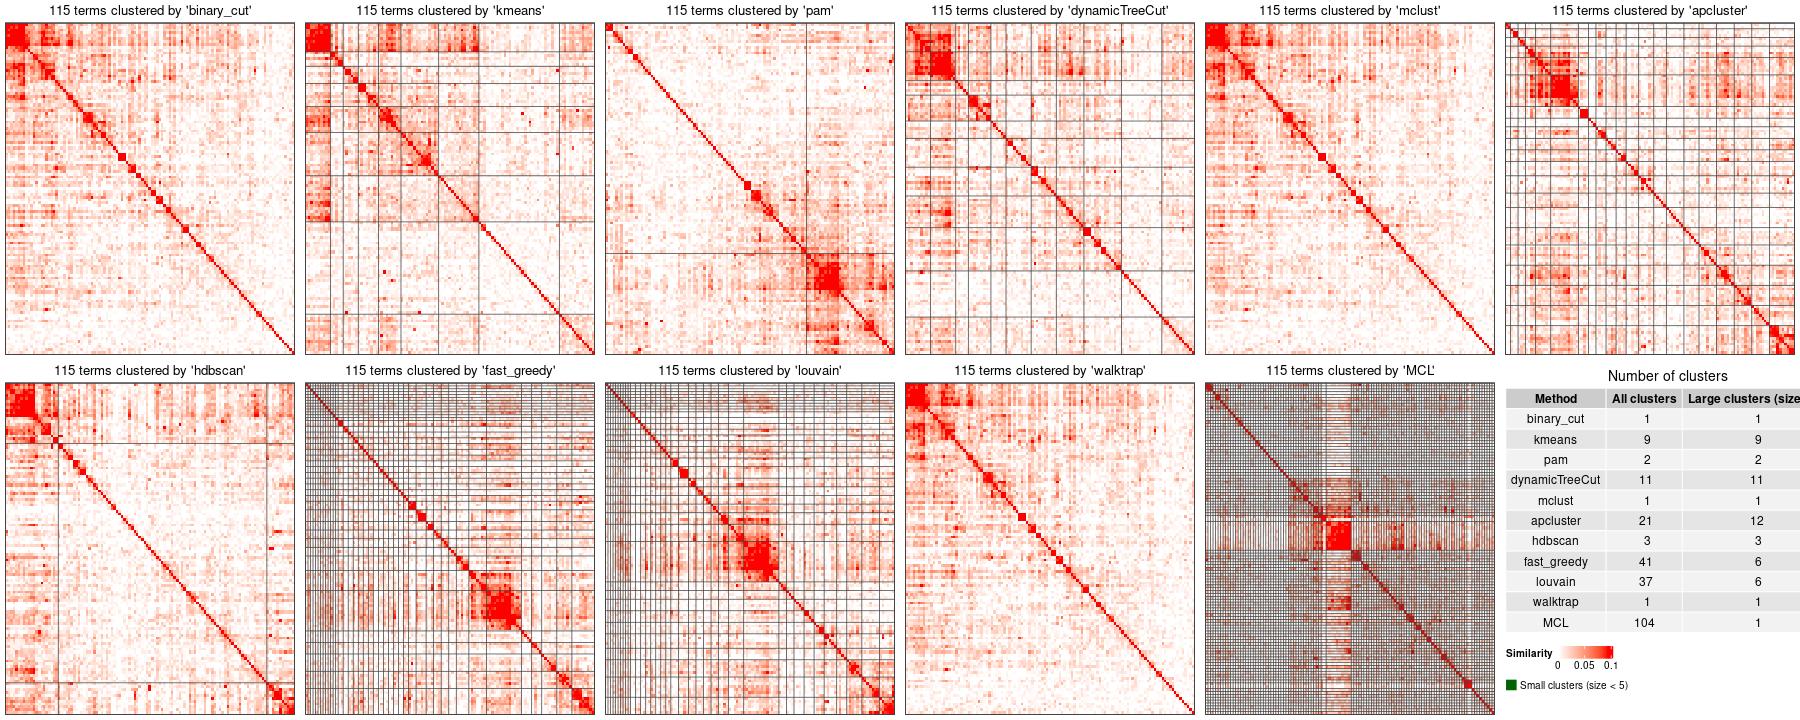 115 terms clustered by 'binary_cut'
115 terms clustered by 'kmeans'
115 terms clustered by 'pam'
115 terms clustered by 'dynamicTreeCut'
115 terms clustered by 'mclust'
115 terms clustered by 'apcluster'
115 terms clustered by 'hdbscan'
115 terms clustered by 'fast_greedy'
115 terms clustered by 'louvain'
115 terms clustered by 'walktrap'
115 terms clustered by 'MCL'
Number of clusters
Method All clusters Large clusters (size
binary_cut 1 1
kmeans 9 9
pam 2 2
dynamicTreeCut 11 11
mclust 1 1
apcluster 21 12
hdbscan 3 3
fast_greedy 41 6
louvain 37 6
walktrap 1 1
MCL 104 1
Similarity
0 0.05 0.1
Small clusters (size < 5)